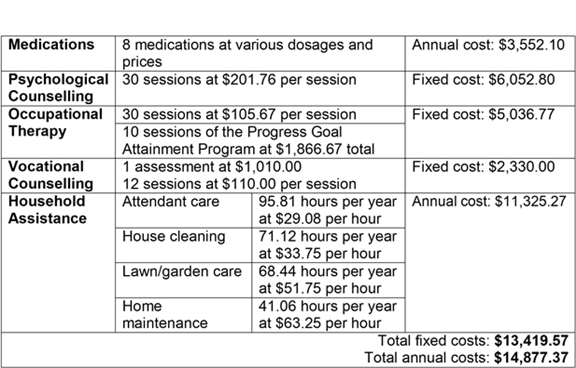 Medications
8 medications at various dosages and
prices
Annual cost: $3,552.10
Psychological
Counselling
30 sessions at $201.76 per session
Fixed cost: $6,052.80
Occupational
Therapy
30 sessions at $105.67 per session
10 sessions of the Progress Goal
Attainment Program at $1,866.67 total
Fixed cost: $5,036.77
Vocational
Counselling
1 assessment at $1,010.00
12 sessions at $110.00 per session
Fixed cost: $2,330.00
Household
Assistance
Attendant care
95.81 hours per year
at $29.08 per hour
House cleaning
71.12 hours per year
at $33.75 per hour
Lawn/garden care
68.44 hours per year
at $51.75 per hour
Home
maintenance
41.06 hours per year
at $63.25 per hour
Annual cost: $11,325.27
Total fixed costs: $13,419.57
Total annual costs: $14,877.37